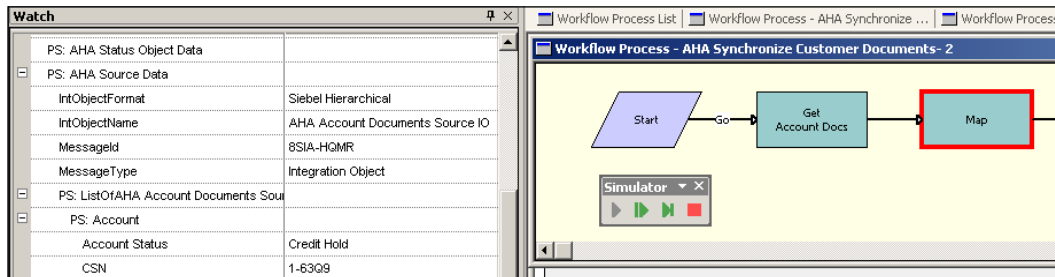 Watch
PS: AHA Status Object Data
PS: AHA Source Data
IntObjectFormat Siebel Hierarchical
IntObjectName AHA Account Documents Source IO
MessageId 8SIA-HQMR
MessageType Integration Object
PS: ListOfAHA Account Documents Sou
PS: Account
Account Status Credit Hold
CSN 1-63Q9
Workflow Process List Workflow Process - AHA Synchronize ... Workflow Proces
Workflow Process - AHA Synchronize Customer Documents- 2
Start
Go
Get
Account Docs
Map
Simulator